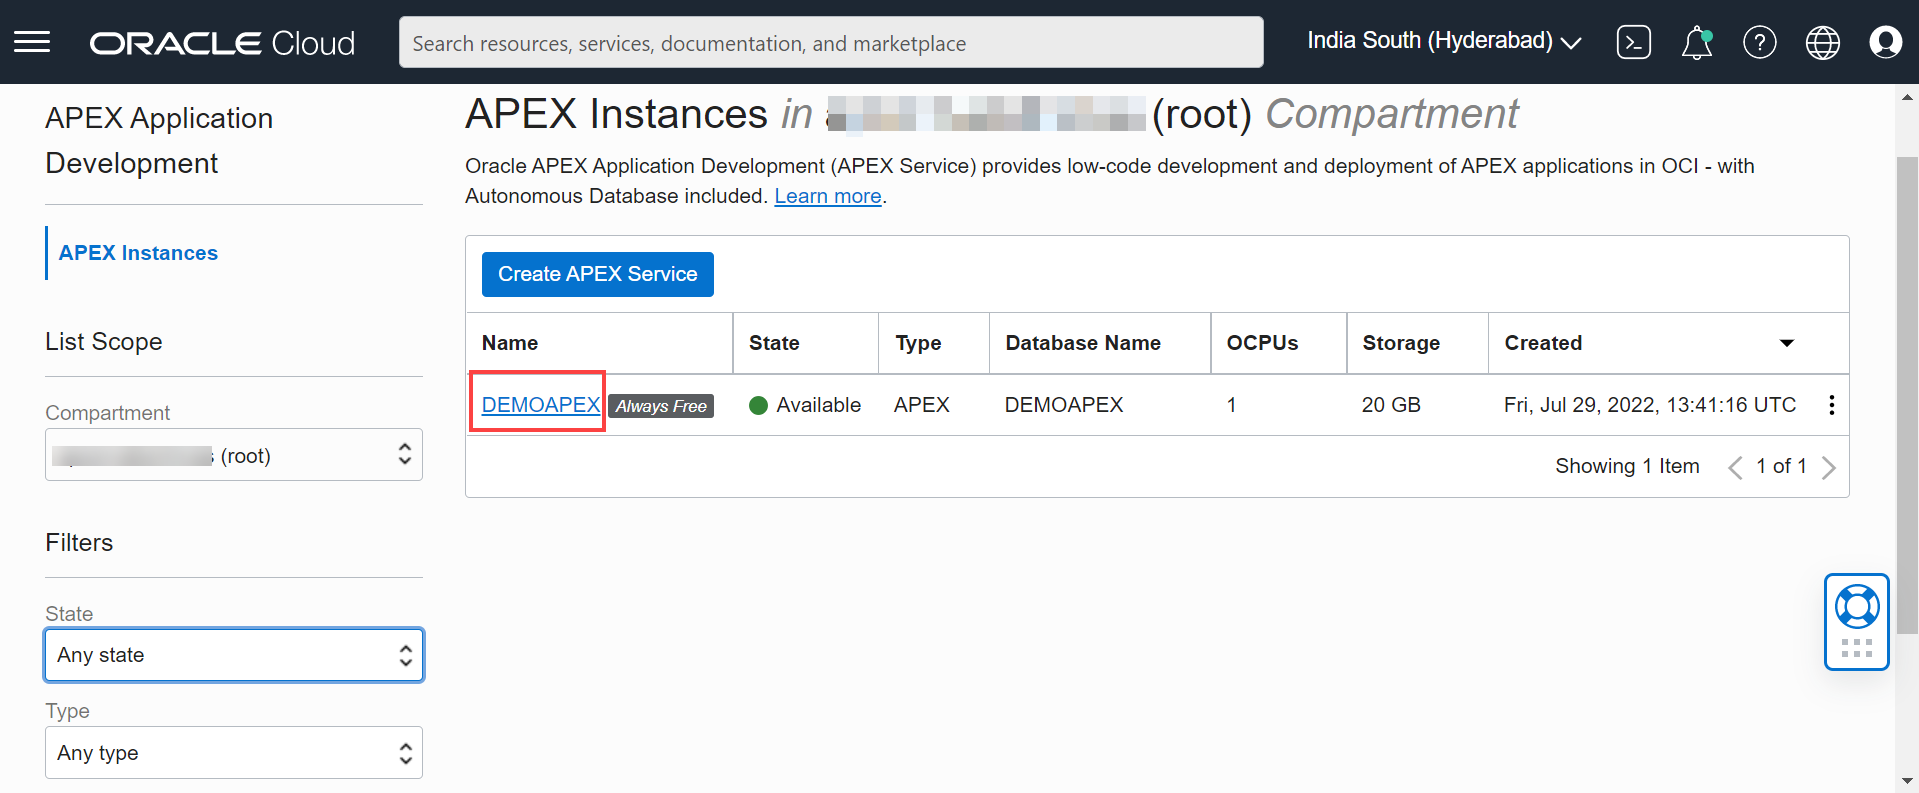 ORACLE Cloud
Search resources, services, documentation, and marketplace
India South (Hyderabad)
APEX Application
Development
APEX Instances
List Scope
Compartment
(root)
Filters
State
Any state
Type
Any type
APEX Instances in (root) Compartment
Oracle APEX Application Development (APEX Service) provides low-code development and deployment of APEX applications in OCI - with
Autonomous Database included. Learn more.
Create APEX Service
Name State Type Database Name OCPUs Storage Created
DEMOAPEX Always Free Available APEX DEMOAPEX 1 20 GB Fri, Jul 29, 2022, 13:41:16 UTC
Showing 1 Item 1 of 1